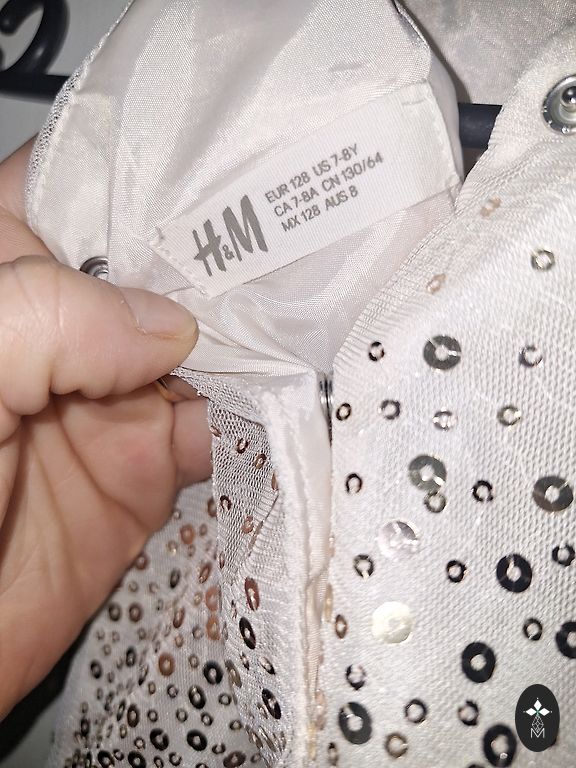 H&M
EUR 128 US 7-8Y
CA 7-8A CN 130/64
MX 128 AUS 8
M